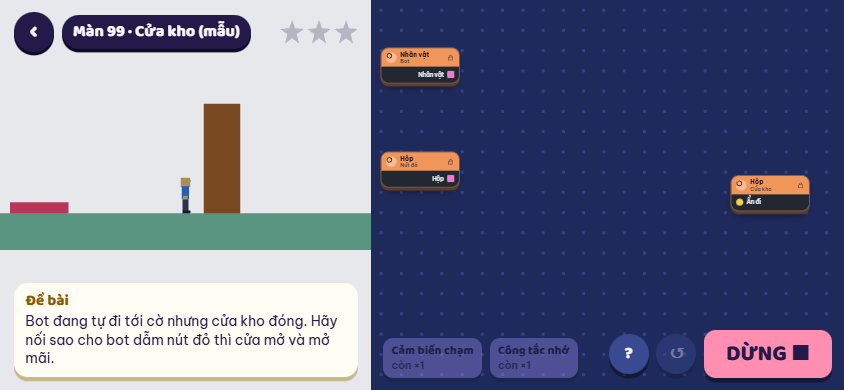 Màn 99 · Cửa kho (mẫu)
Đề bài
Bot đang tự đi tới cờ nhưng cửa kho đóng. Hãy
nối sao cho bot dẫm nút đỏ thì cửa mở và mở
mãi.
Nhân vật
Bot
Nhân vật
Hộp
Nút đỏ
Hộp
Hộp
Cửa kho
Ẩn đi
Cảm biến chạm
còn ×1
Công tắc nhớ
còn ×1
?
DỪNG